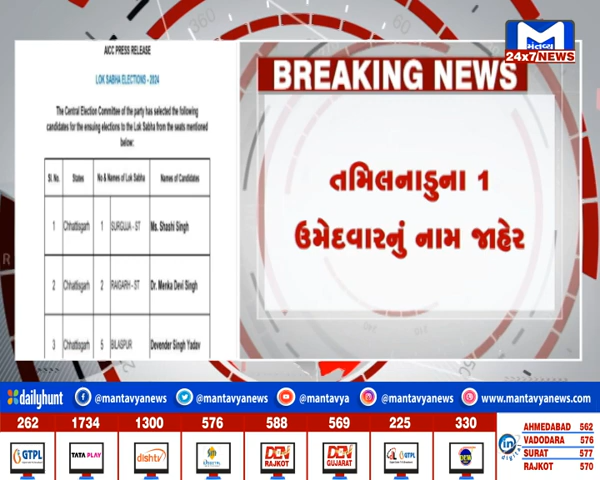 AICC PRESS RELEASE
LOK SABHA ELECTIONS - 2024
The Central Election Committee of the party has selected the following
candidates for the ensuing elections to the Lok Sabha from the seats mentioned
below:
Sl. No. States No & Names of Lok Sabha Names of Candidates
1 Chhattisgarh 1 SURGUJA - ST Ms. Shashi Singh
2 Chhattisgarh 2 RAIGARH - ST Dr. Menka Devi Singh
3 Chhattisgarh 5 BILASPUR Devender Singh Yadav
મંતવ્ય
24x7NEWS
BREAKING NEWS
તમિલનાડુના 1
ઉમેદવારનું નામ જાહેર
dailyhunt @mantavyanews @mantavyanews @mantavya @mantavyanews www.mantavyanews.com
262 1734 1300 576 588 569 225 330
GTPL TATA PLAY dishtv DEN RAJKOT DEN GUJARAT GTPL
in digital
AHMEDABAD 562
VADODARA 576
SURAT 577
RAJKOT 570